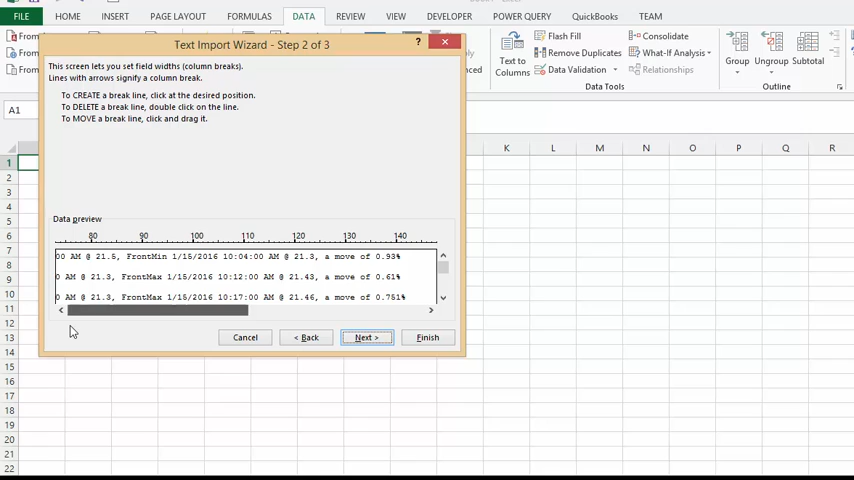 FILE HOME INSERT PAGE LAYOUT FORMULAS DATA REVIEW VIEW DEVELOPER POWER QUERY QuickBooks TEAM
Text Import Wizard - Step 2 of 3
?
This screen lets you set field widths (column breaks).
Lines with arrows signify a column break.
To CREATE a break line, click at the desired position.
To DELETE a break line, double click on the line.
To MOVE a break line, click and drag it.
Data preview
80 90 100 110 120 130 140
00 AM @ 21.5, FrontMin 1/15/2016 10:04:00 AM @ 21.3, a move of 0.93%
0 AM @ 21.3, FrontMax 1/15/2016 10:12:00 AM @ 21.43, a move of 0.61%
0 AM @ 21.3, FrontMax 1/15/2016 10:17:00 AM @ 21.46, a move of 0.751%
Cancel < Back Next > Finish
From
From
From
Text to
Columns
Flash Fill
Remove Duplicates
Data Validation
Consolidate
What-If Analysis
Relationships
Data Tools
Group
Ungroup
Subtotal
Outline
A1
K L M N O P Q R
1
2
3
4
5
6
7
8
9
10
11
12
13
14
15
16
17
18
19
20
21
22